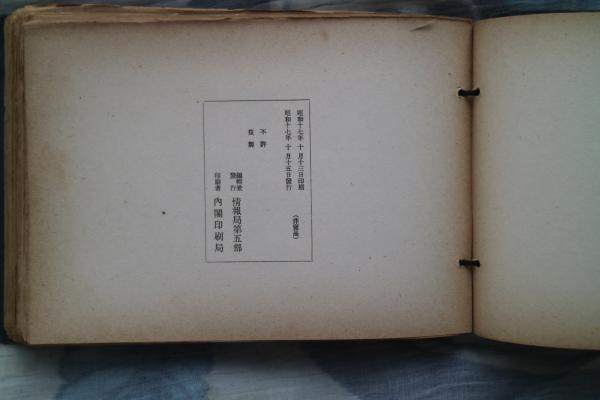 昭和十七年十月十三日印刷
昭和十七年十月十五日發行
(非賣品)
不許
複製
編輯兼
發行 情報局第五部
印刷者 內閣印刷局